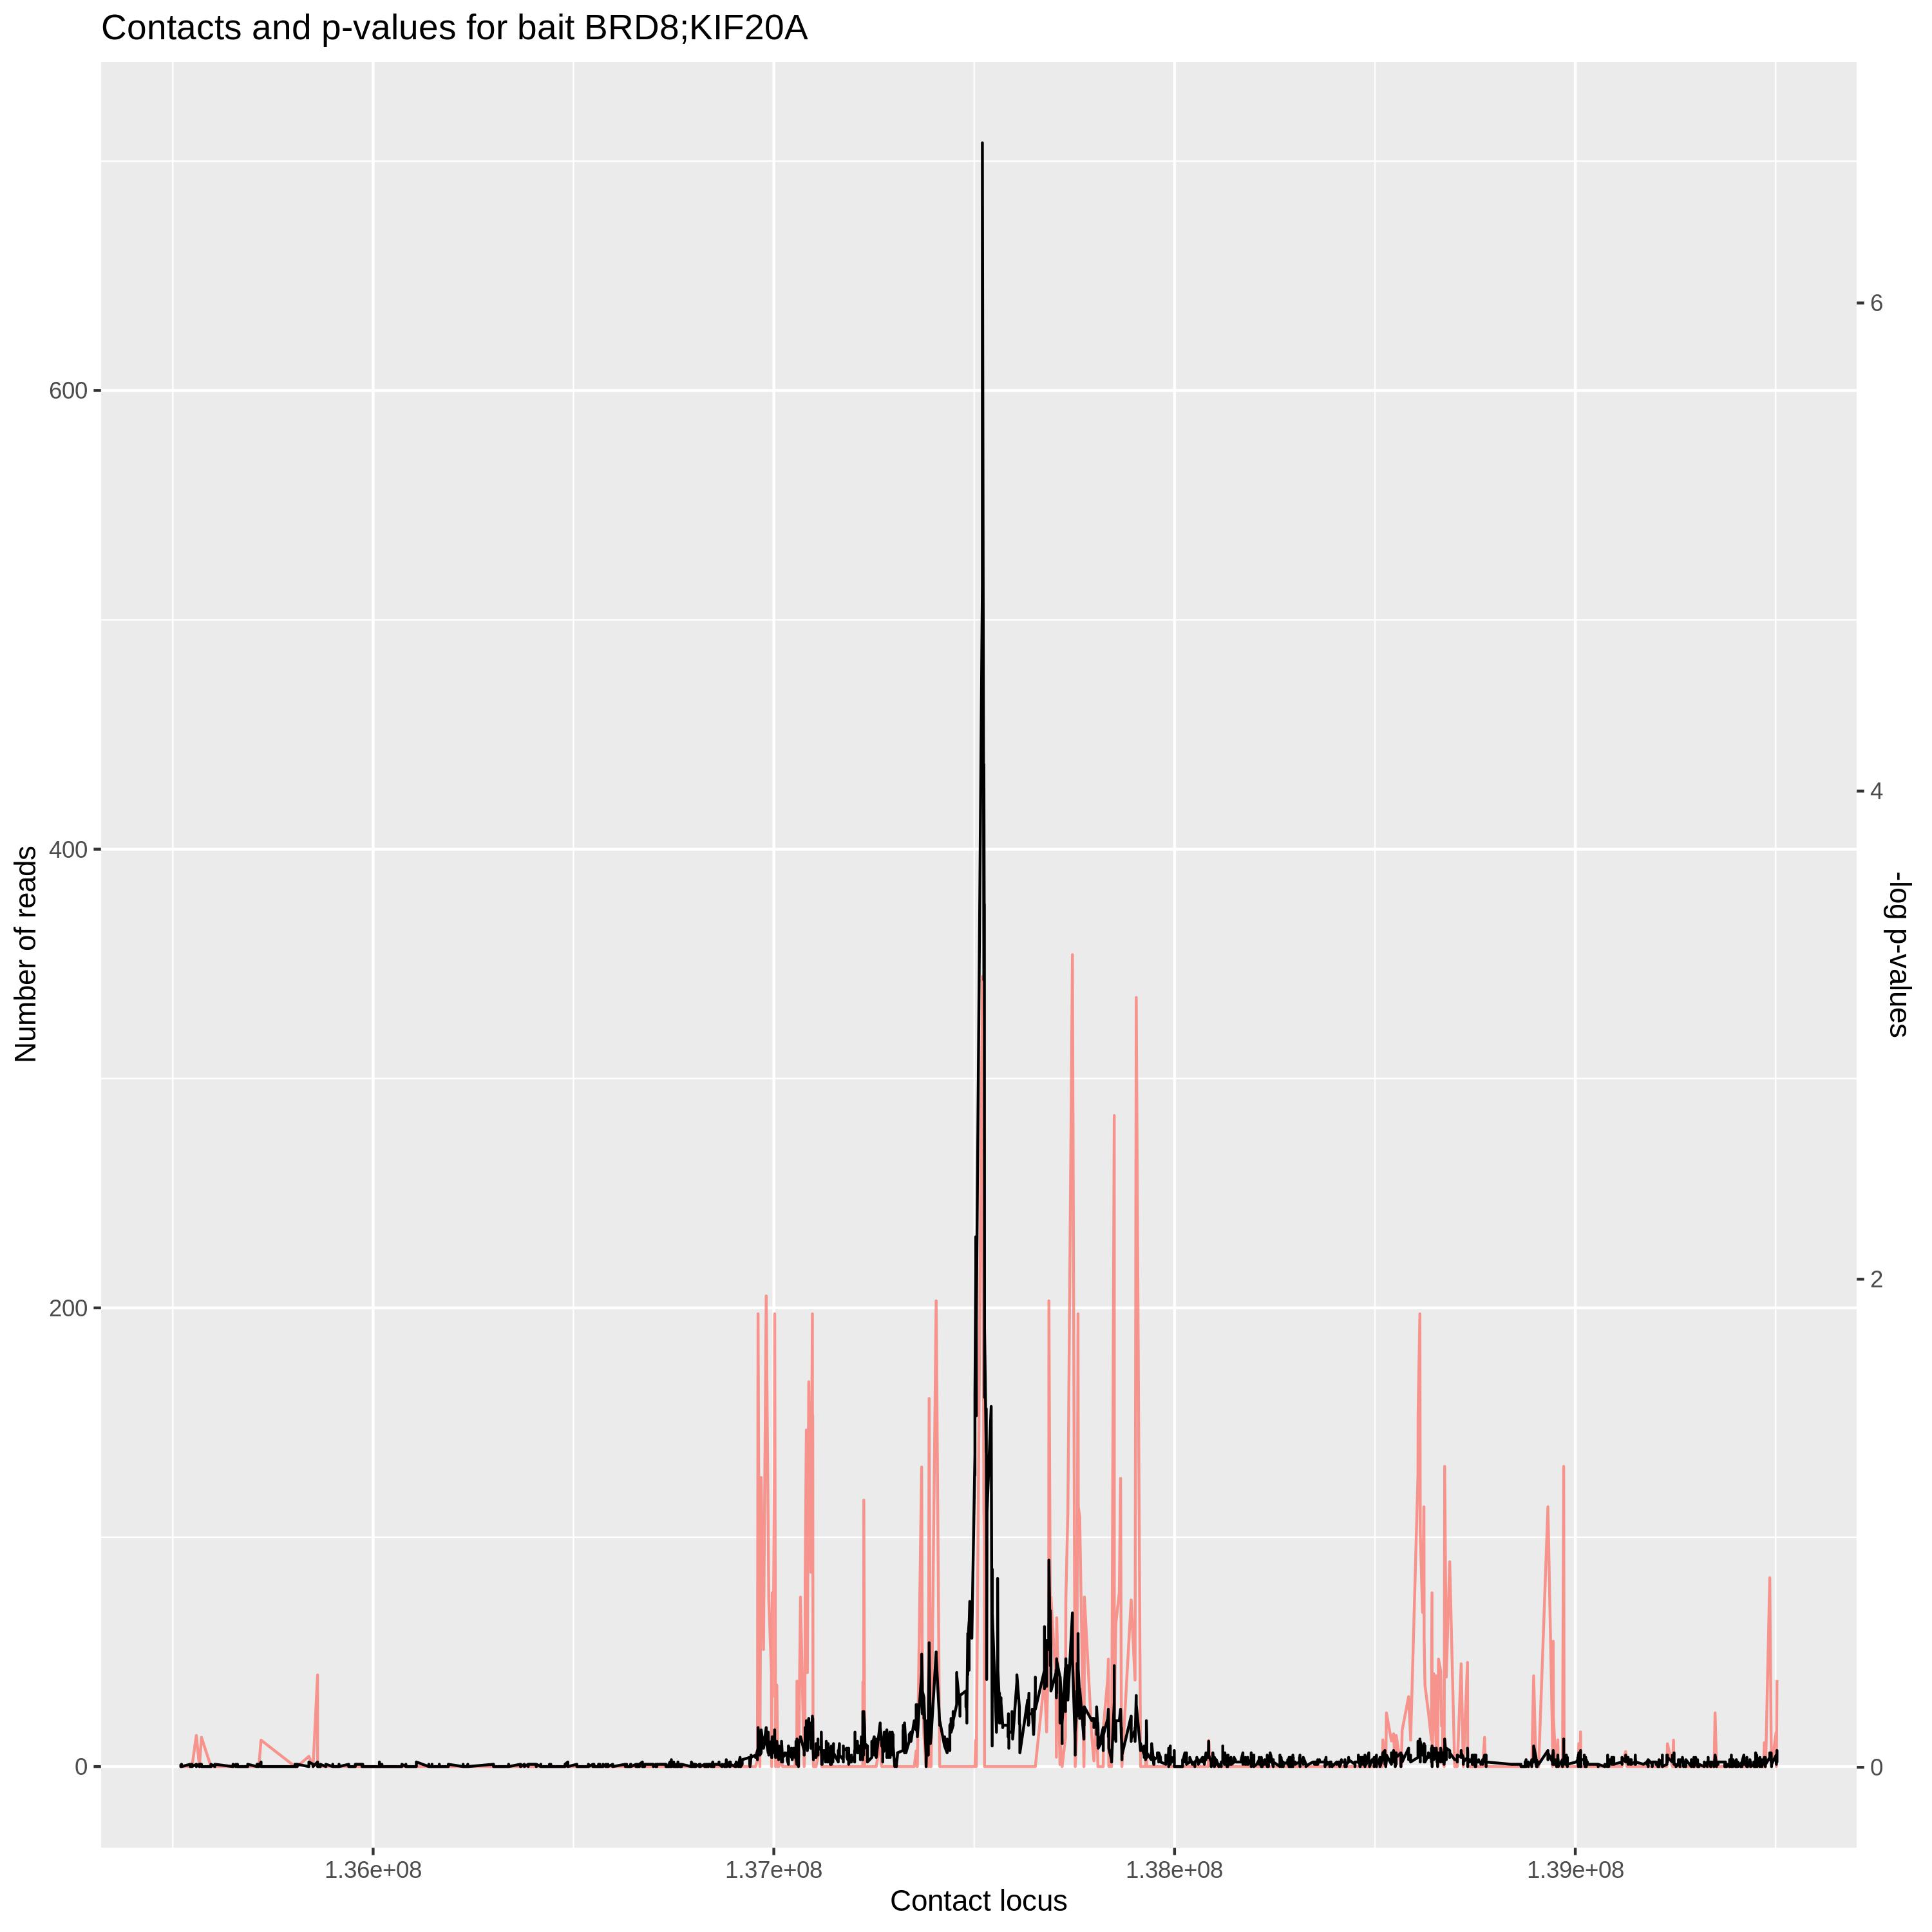 Contacts and p-values for bait BRD8;KIF20A
600
400
200
0
Number of reads
6
4
2
0
-log p-values
1.36e+08
1.37e+08
1.38e+08
1.39e+08
Contact locus